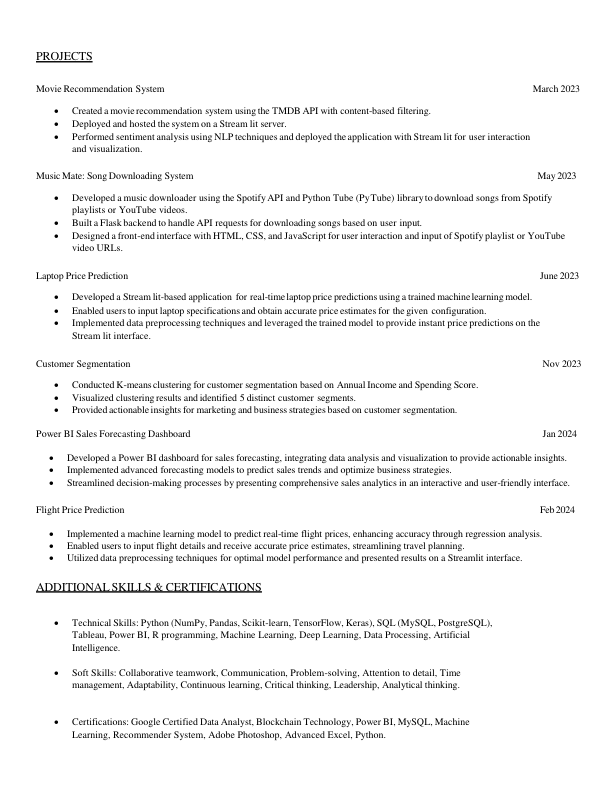 PROJECTS
Movie Recommendation System March 2023
• Created a movie recommendation system using the TMDB API with content-based filtering.
• Deployed and hosted the system on a Stream lit server.
• Performed sentiment analysis using NLP techniques and deployed the application with Stream lit for user interaction
and visualization.
Music Mate: Song Downloading System May 2023
• Developed a music downloader using the Spotify API and Python Tube (PyTube) library to download songs from Spotify
playlists or YouTube videos.
• Built a Flask backend to handle API requests for downloading songs based on user input.
• Designed a front-end interface with HTML, CSS, and JavaScript for user interaction and input of Spotify playlist or YouTube
video URLs.
Laptop Price Prediction June 2023
• Developed a Stream lit-based application for real-time laptop price predictions using a trained machine learning model.
• Enabled users to input laptop specifications and obtain accurate price estimates for the given configuration.
• Implemented data preprocessing techniques and leveraged the trained model to provide instant price predictions on the
Stream lit interface.
Customer Segmentation Nov 2023
• Conducted K-means clustering for customer segmentation based on Annual Income and Spending Score.
• Visualized clustering results and identified 5 distinct customer segments.
• Provided actionable insights for marketing and business strategies based on customer segmentation.
Power BI Sales Forecasting Dashboard Jan 2024
• Developed a Power BI dashboard for sales forecasting, integrating data analysis and visualization to provide actionable insights.
• Implemented advanced forecasting models to predict sales trends and optimize business strategies.
• Streamlined decision-making processes by presenting comprehensive sales analytics in an interactive and user-friendly interface.
Flight Price Prediction Feb 2024
• Implemented a machine learning model to predict real-time flight prices, enhancing accuracy through regression analysis.
• Enabled users to input flight details and receive accurate price estimates, streamlining travel planning.
• Utilized data preprocessing techniques for optimal model performance and presented results on a Streamlit interface.
ADDITIONAL SKILLS & CERTIFICATIONS
• Technical Skills: Python (NumPy, Pandas, Scikit-learn, TensorFlow, Keras), SQL (MySQL, PostgreSQL),
Tableau, Power BI, R programming, Machine Learning, Deep Learning, Data Processing, Artificial
Intelligence.
• Soft Skills: Collaborative teamwork, Communication, Problem-solving, Attention to detail, Time
management, Adaptability, Continuous learning, Critical thinking, Leadership, Analytical thinking.
• Certifications: Google Certified Data Analyst, Blockchain Technology, Power BI, MySQL, Machine
Learning, Recommender System, Adobe Photoshop, Advanced Excel, Python.